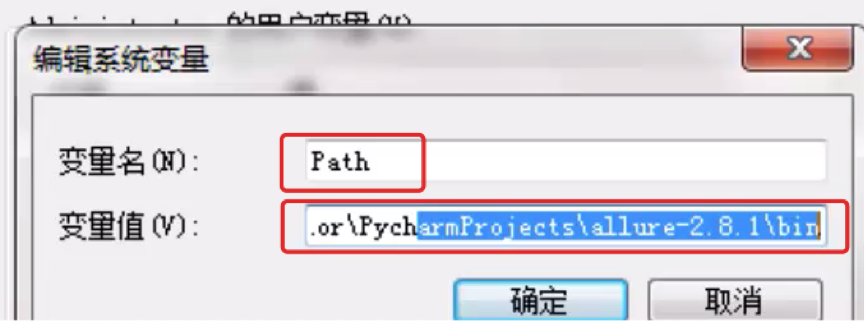 的用户变量(U)
编辑系统变量
变量名(N):
Path
变量值(V):
.or\PycharmProjects\allure-2.8.1\bin
确定
取消